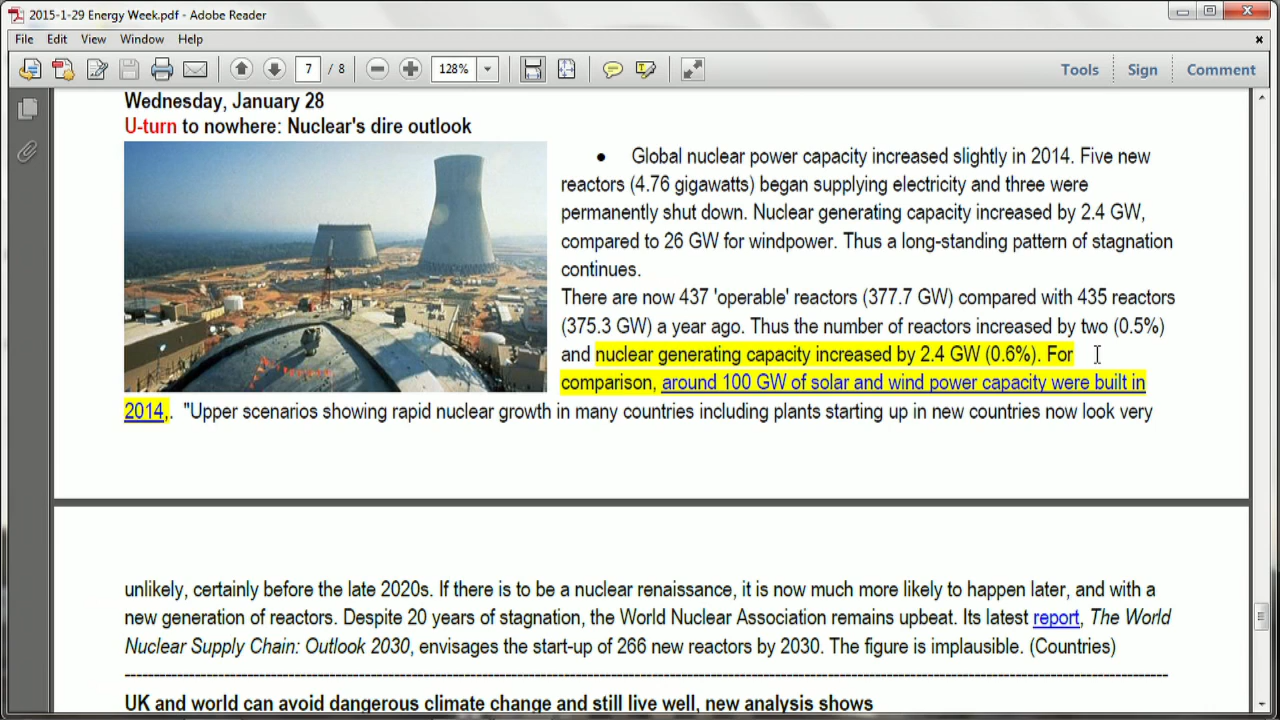 2015-1-29 Energy Week.pdf - Adobe Reader
File Edit View Window Help
7 / 8 128% Tools Sign Comment
Wednesday, January 28
U-turn to nowhere: Nuclear's dire outlook
● Global nuclear power capacity increased slightly in 2014. Five new
reactors (4.76 gigawatts) began supplying electricity and three were
permanently shut down. Nuclear generating capacity increased by 2.4 GW,
compared to 26 GW for windpower. Thus a long-standing pattern of stagnation
continues.
There are now 437 'operable' reactors (377.7 GW) compared with 435 reactors
(375.3 GW) a year ago. Thus the number of reactors increased by two (0.5%)
and nuclear generating capacity increased by 2.4 GW (0.6%). For
comparison, around 100 GW of solar and wind power capacity were built in
2014,. "Upper scenarios showing rapid nuclear growth in many countries including plants starting up in new countries now look very
unlikely, certainly before the late 2020s. If there is to be a nuclear renaissance, it is now much more likely to happen later, and with a
new generation of reactors. Despite 20 years of stagnation, the World Nuclear Association remains upbeat. Its latest report, The World
Nuclear Supply Chain: Outlook 2030, envisages the start-up of 266 new reactors by 2030. The figure is implausible. (Countries)
UK and world can avoid dangerous climate change and still live well, new analysis shows